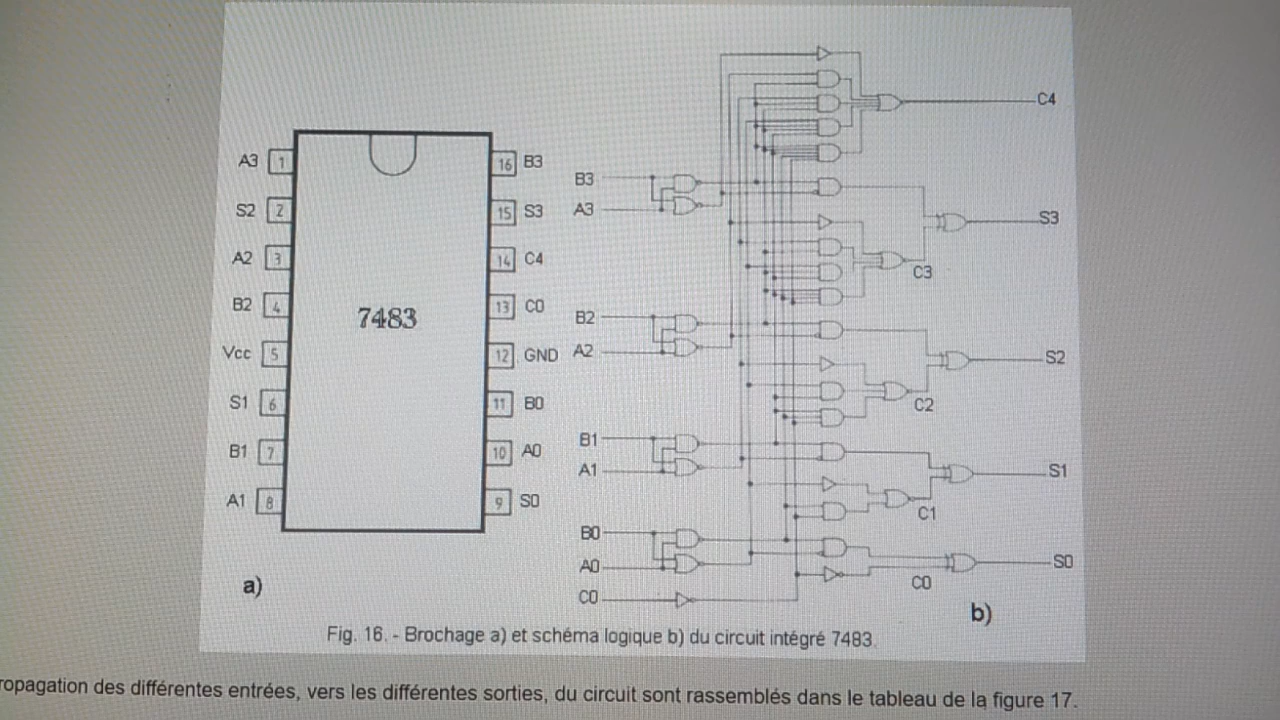 A3 1 16 B3
S2 2 15 S3
A2 3 14 C4
B2 4 13 C0
Vcc 5 12 GND
S1 6 11 B0
B1 7 10 A0
A1 8 9 S0
7483
a)
B3
A3
B2
A2
B1
A1
B0
A0
C0
C4
S3
C3
S2
C2
S1
C1
S0
C0
b)
Fig. 16. - Brochage a) et schéma logique b) du circuit intégré 7483.
ropagation des différentes entrées, vers les différentes sorties, du circuit sont rassemblés dans le tableau de la figure 17.